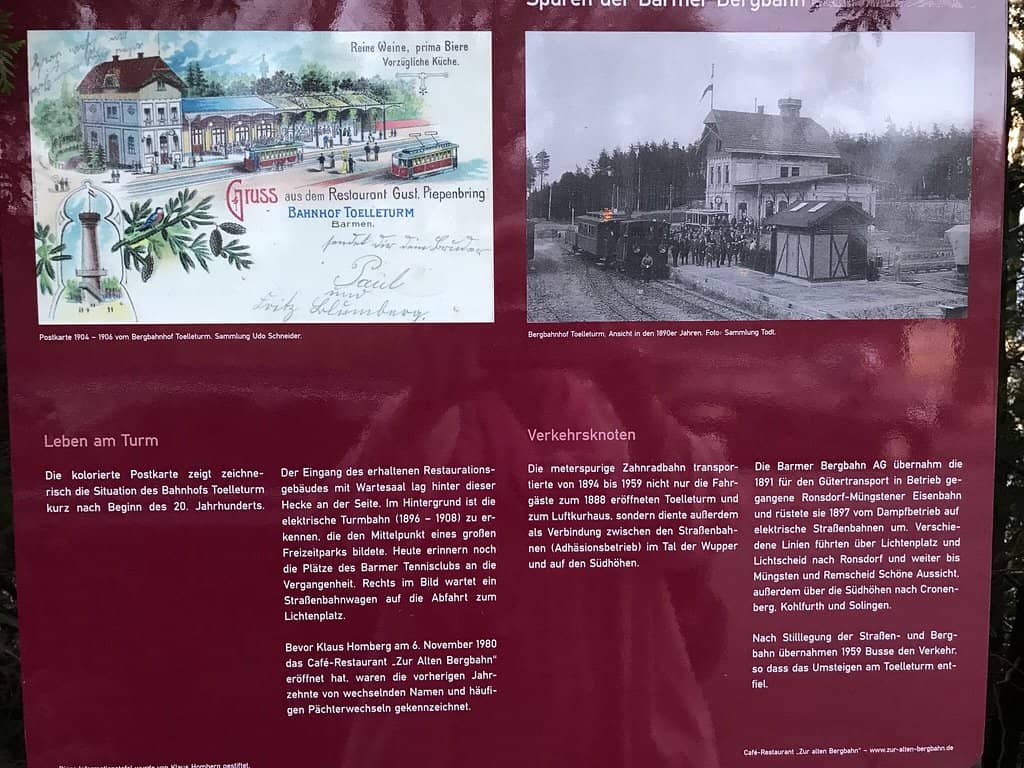 Spuren der Barmer Bergbahn
Reine Weine, prima Biere
Vorzügliche Küche.
Gruss aus dem Restaurant Gust. Piepenbring
BAHNHOF TOELLETURM
Barmen.
sendet dir dein Bruder
Paul
und
Fritz Blumberg.
Postkarte 1904 – 1906 vom Bergbahnhof Toelleturm. Sammlung Udo Schneider.
Bergbahnhof Toelleturm, Ansicht in den 1890er Jahren. Foto: Sammlung Todt.
Leben am Turm
Die kolorierte Postkarte zeigt zeichne-
risch die Situation des Bahnhofs Toelleturm
kurz nach Beginn des 20. Jahrhunderts.
Der Eingang des erhaltenen Restaurations-
gebäudes mit Wartesaal lag hinter dieser
Hecke an der Seite. Im Hintergrund ist die
elektrische Turmbahn (1896 – 1908) zu er-
kennen, die den Mittelpunkt eines großen
Freizeitparks bildete. Heute erinnern noch
die Plätze des Barmer Tennisclubs an die
Vergangenheit. Rechts im Bild wartet ein
Straßenbahnwagen auf die Abfahrt zum
Lichtenplatz.
Bevor Klaus Homberg am 6. November 1980
das Café-Restaurant „Zur Alten Bergbahn“
eröffnet hat, waren die vorherigen Jahr-
zehnte von wechselnden Namen und häufi-
gen Pächterwechseln gekennzeichnet.
Verkehrsknoten
Die meterspurige Zahnradbahn transpor-
tierte von 1894 bis 1959 nicht nur die Fahr-
gäste zum 1888 eröffneten Toelleturm und
zum Luftkurhaus, sondern diente außerdem
als Verbindung zwischen den Straßenbah-
nen (Adhäsionsbetrieb) im Tal der Wupper
und auf den Südhöhen.
Die Barmer Bergbahn AG übernahm die
1891 für den Gütertransport in Betrieb ge-
gangene Ronsdorf-Müngstener Eisenbahn
und rüstete sie 1897 vom Dampfbetrieb auf
elektrische Straßenbahnen um. Verschie-
dene Linien führten über Lichtenplatz und
Lichtscheid nach Ronsdorf und weiter bis
Müngsten und Remscheid Schöne Aussicht,
außerdem über die Südhöhen nach Cronen-
berg, Kohlfurth und Solingen.
Nach Stilllegung der Straßen- und Berg-
bahn übernahmen 1959 Busse den Verkehr,
so dass das Umsteigen am Toelleturm ent-
fiel.
Café-Restaurant „Zur alten Bergbahn“ – www.zur-alten-bergbahn.de
Diese Informationstafel wurde von Klaus Homberg gestiftet.